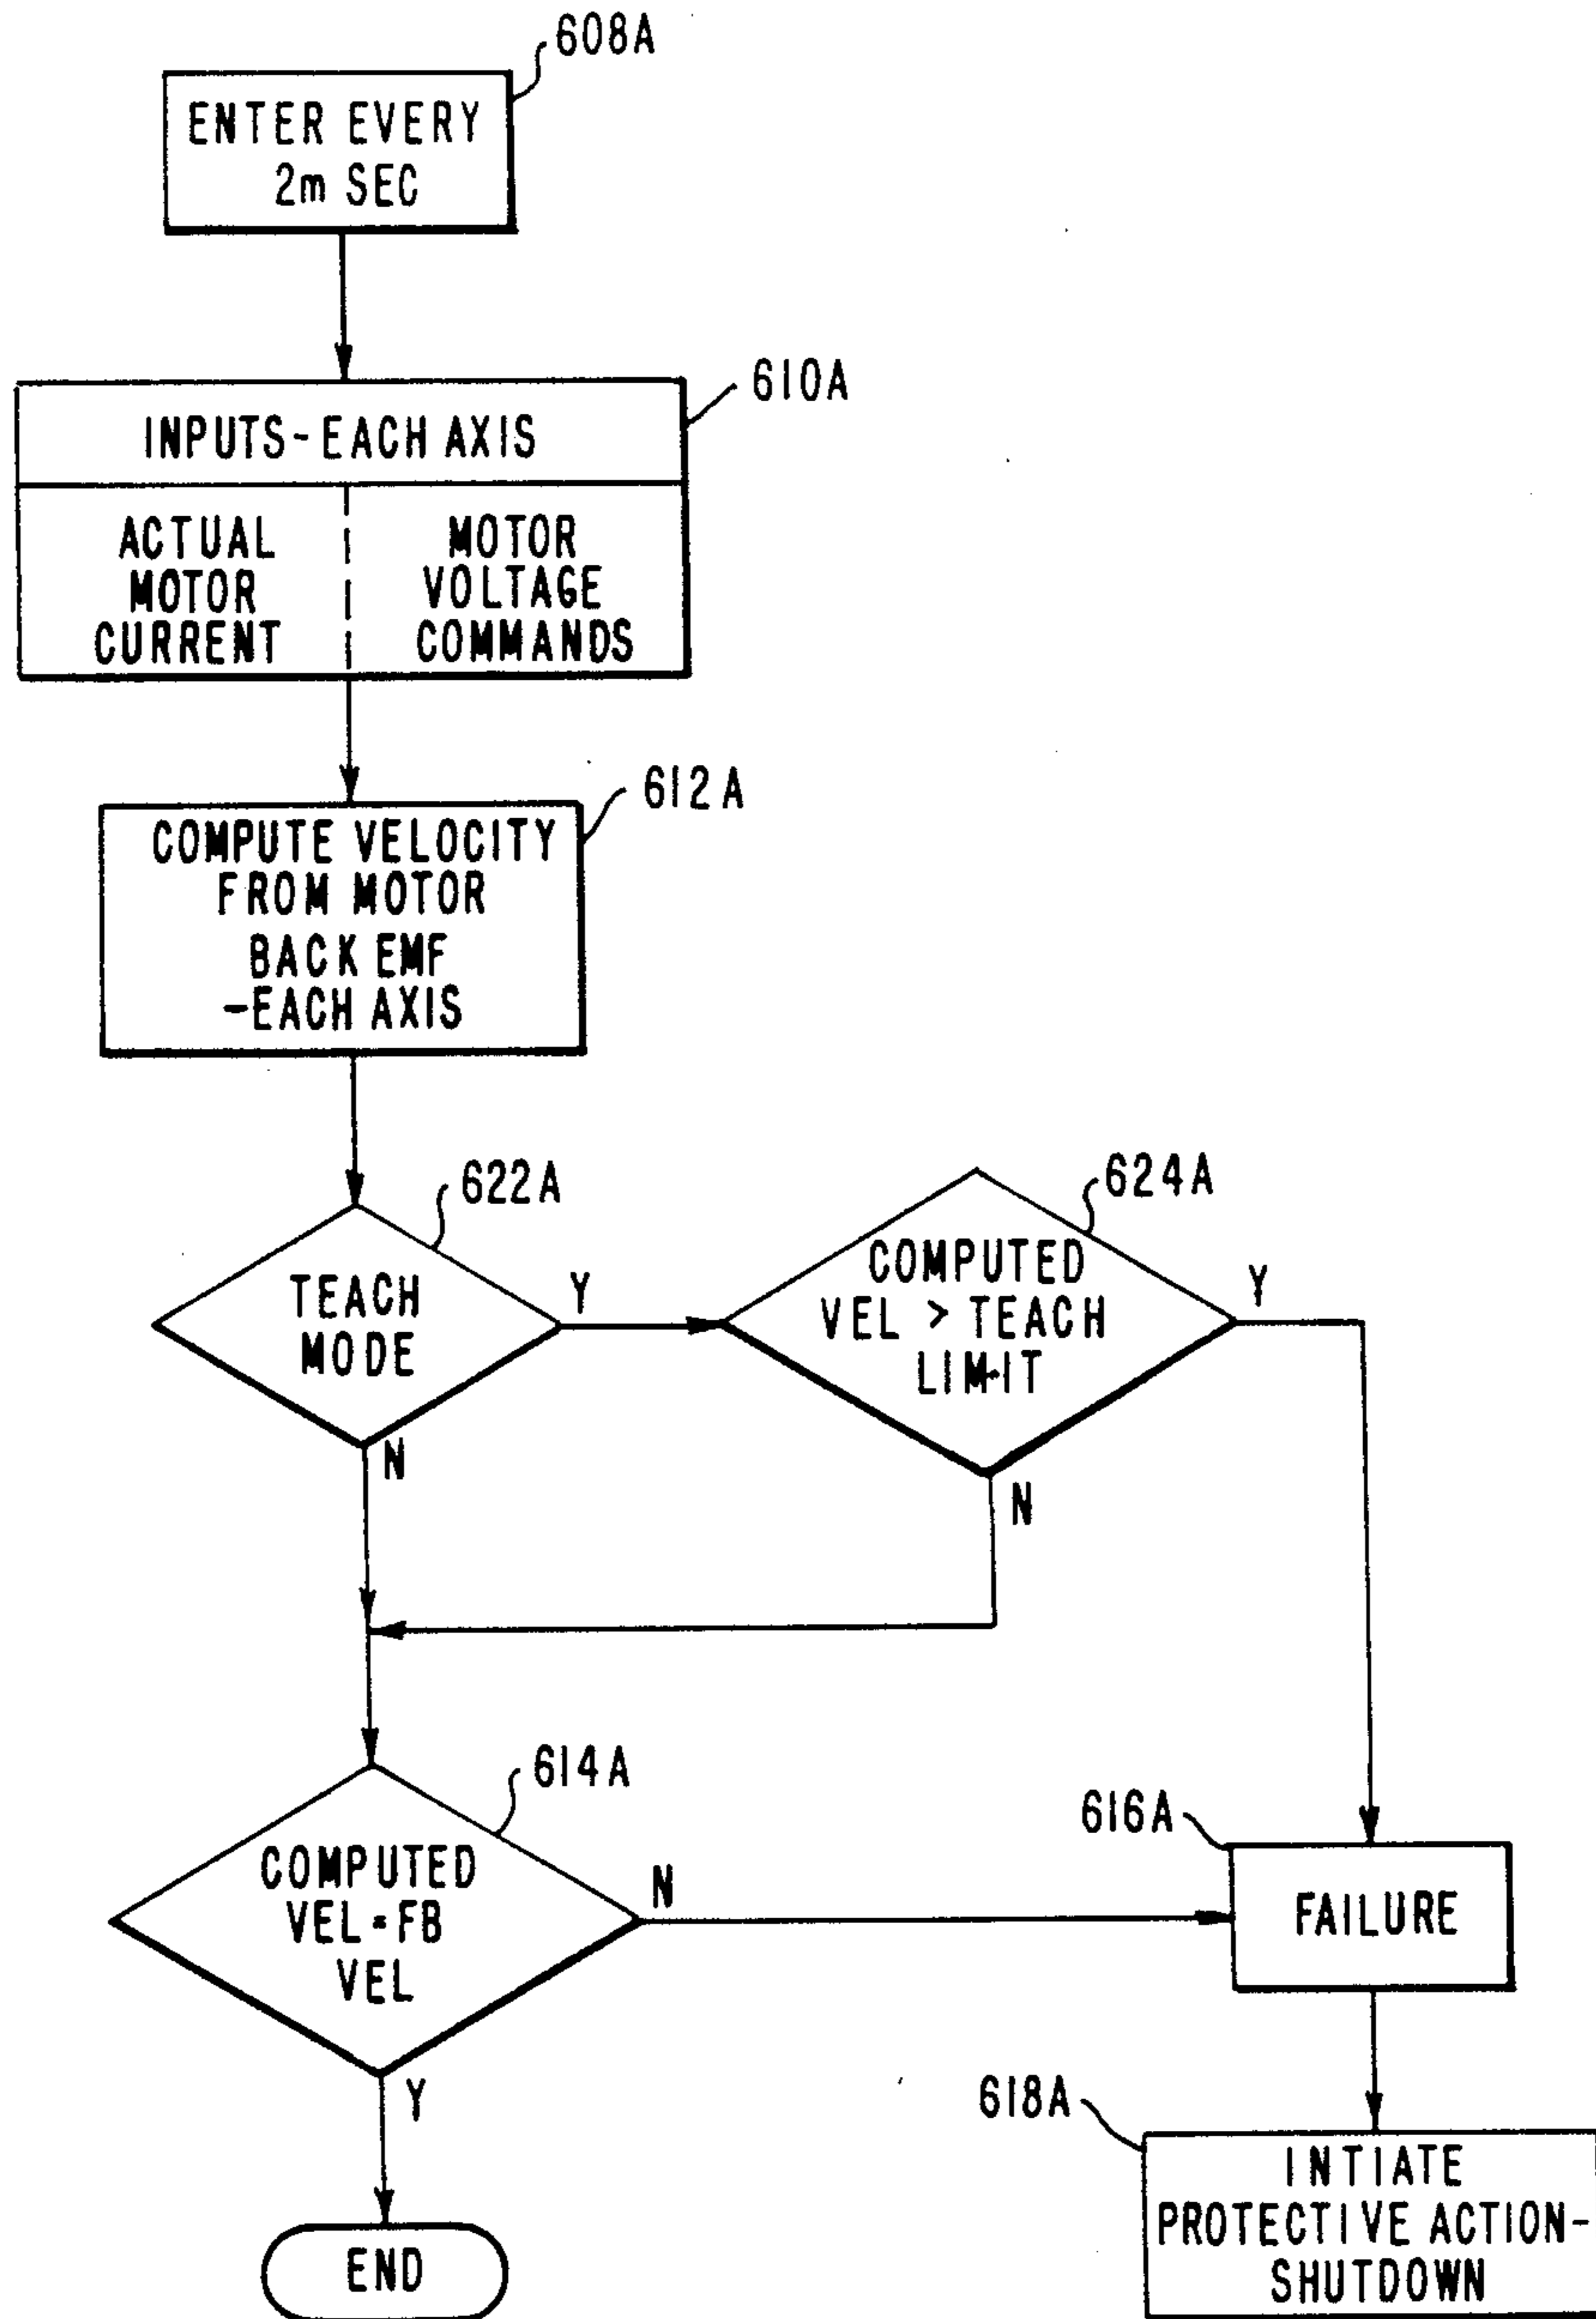 608A
ENTER EVERY
2m SEC
610A
INPUTS-EACH AXIS
ACTUAL
MOTOR
CURRENT
MOTOR
VOLTAGE
COMMANDS
612A
COMPUTE VELOCITY
FROM MOTOR
BACK EMF
-EACH AXIS
622A
TEACH
MODE
Y
N
624A
COMPUTED
VEL > TEACH
LIM-IT
Y
N
614A
COMPUTED
VEL=FB
VEL
N
Y
616A
FAILURE
618A
INTIATE
PROTECTIVE ACTION-
SHUTDOWN
END